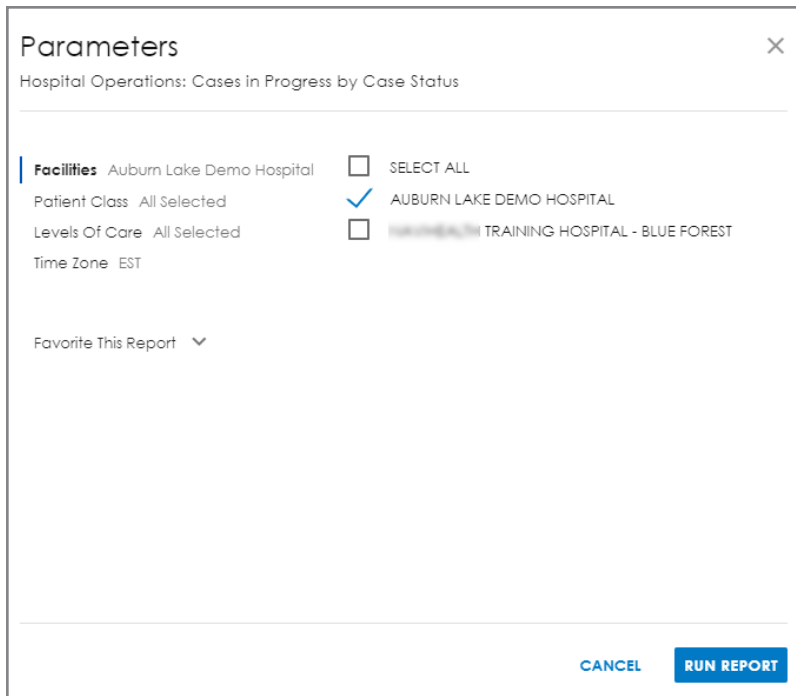 Parameters
Hospital Operations: Cases in Progress by Case Status
Facilities Auburn Lake Demo Hospital
Patient Class All Selected
Levels Of Care All Selected
Time Zone EST
Favorite This Report
SELECT ALL
AUBURN LAKE DEMO HOSPITAL
TRAINING HOSPITAL - BLUE FOREST
CANCEL
RUN REPORT